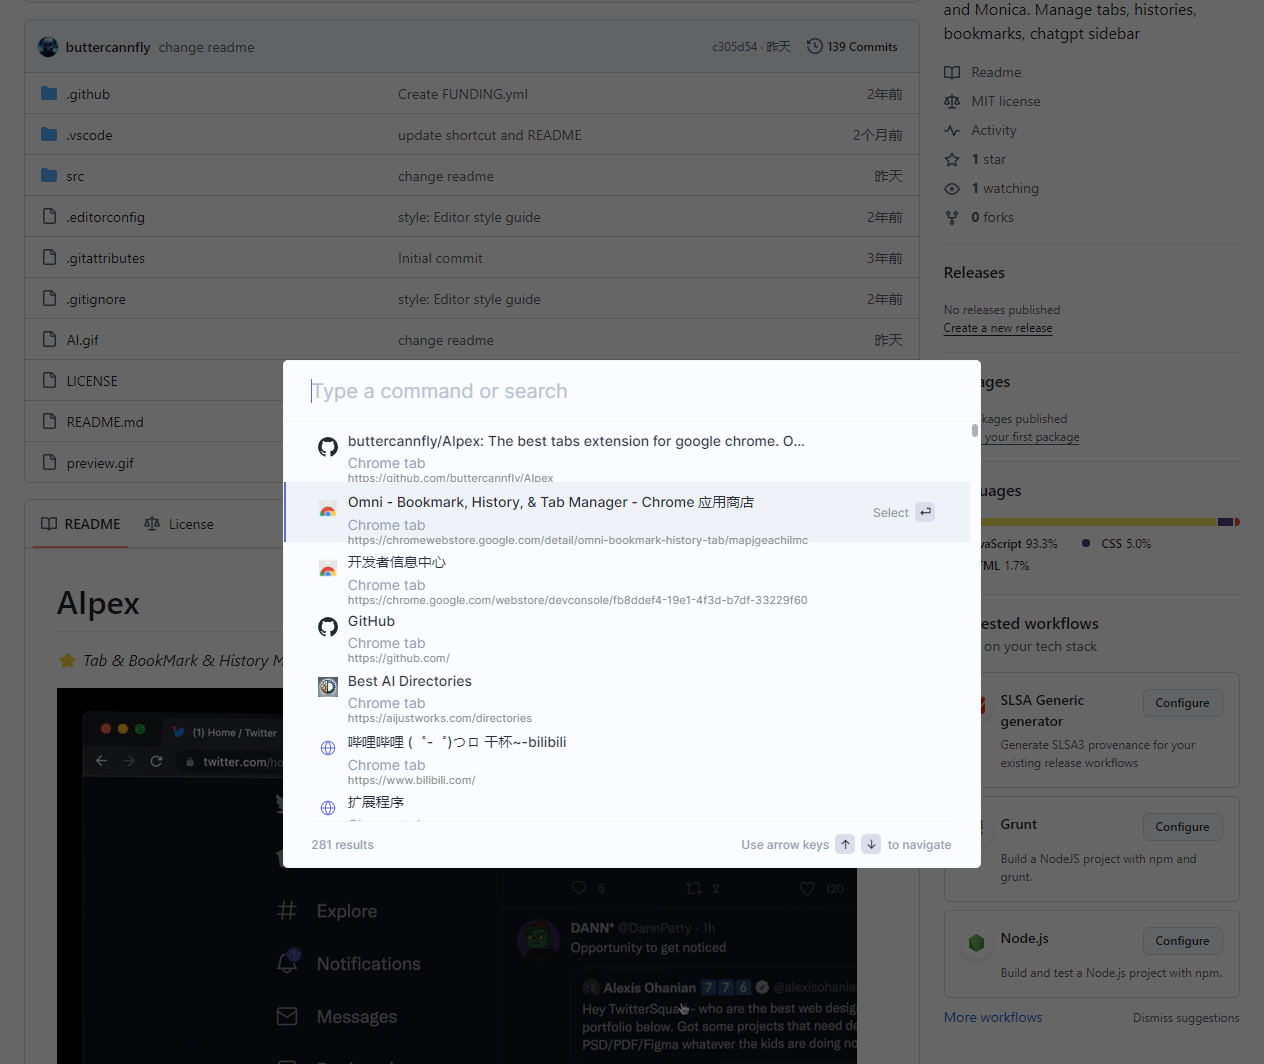 buttercannfly change readme c305d54 · 昨天 139 Commits
.github Create FUNDING.yml 2年前
.vscode update shortcut and README 2个月前
src change readme 昨天
.editorconfig style: Editor style guide 2年前
.gitattributes Initial commit 3年前
.gitignore style: Editor style guide 2年前
AI.gif change readme 昨天
LICENSE
README.md
preview.gif
README License
AIpex
Tab & BookMark & History M
(1) Home / Twitter
twitter.com/ho
Explore
Notifications
1
Messages
5 2 120
DANN* @DannPetty · 1h
Opportunity to get noticed
Alexis Ohanian 7 7 6 @alexisohania
Hey TwitterSqua - who are the best web desig
portfolio below. Got some projects that need de
PSD/PDF/Figma whatever the kids are doing no
Type a command or search
buttercannfly/AIpex: The best tabs extension for google chrome. O...
Chrome tab
https://github.com/buttercannfly/AIpex
Omni - Bookmark, History, & Tab Manager - Chrome 应用商店
Chrome tab
https://chromewebstore.google.com/detail/omni-bookmark-history-tab/mapjgeachilmc
Select
开发者信息中心
Chrome tab
https://chrome.google.com/webstore/devconsole/fb8ddef4-19e1-4f3d-b7df-33229f60
GitHub
Chrome tab
https://github.com/
Best AI Directories
Chrome tab
https://aijustworks.com/directories
哔哩哔哩 (゜-゜)つロ 干杯~-bilibili
Chrome tab
https://www.bilibili.com/
扩展程序
281 results
Use arrow keys ↑ ↓ to navigate
and Monica. Manage tabs, histories,
bookmarks, chatgpt sidebar
Readme
MIT license
Activity
1 star
1 watching
0 forks
Releases
No releases published
Create a new release
ages
kages published
your first package
uages
vaScript 93.3% CSS 5.0%
TML 1.7%
ested workflows
on your tech stack
SLSA Generic
generator
Configure
Generate SLSA3 provenance for your
existing release workflows
Grunt
Configure
Build a NodeJS project with npm and
grunt.
Node.js
Configure
Build and test a Node.js project with npm.
More workflows
Dismiss suggestions